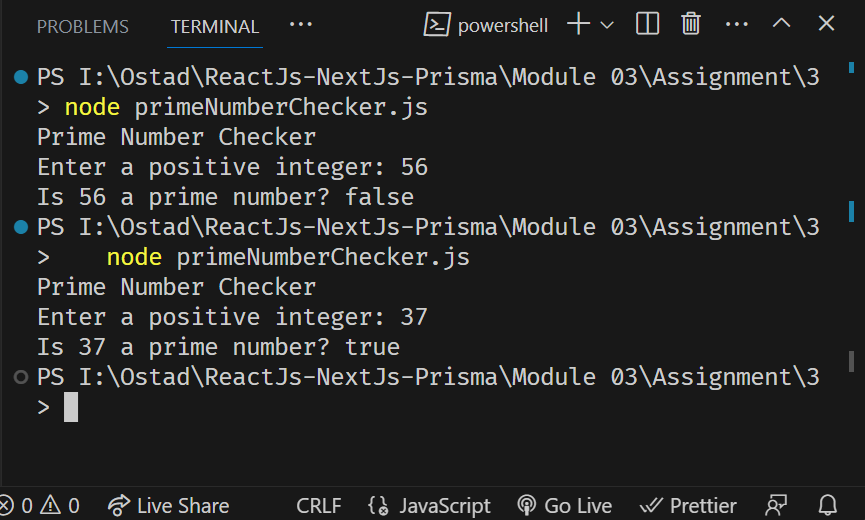 PROBLEMS TERMINAL ··· powershell
PS I:\Ostad\ReactJs-NextJs-Prisma\Module 03\Assignment\3
> node primeNumberChecker.js
Prime Number Checker
Enter a positive integer: 56
Is 56 a prime number? false
PS I:\Ostad\ReactJs-NextJs-Prisma\Module 03\Assignment\3
>    node primeNumberChecker.js
Prime Number Checker
Enter a positive integer: 37
Is 37 a prime number? true
PS I:\Ostad\ReactJs-NextJs-Prisma\Module 03\Assignment\3
>
0 0 Live Share CRLF JavaScript Go Live Prettier